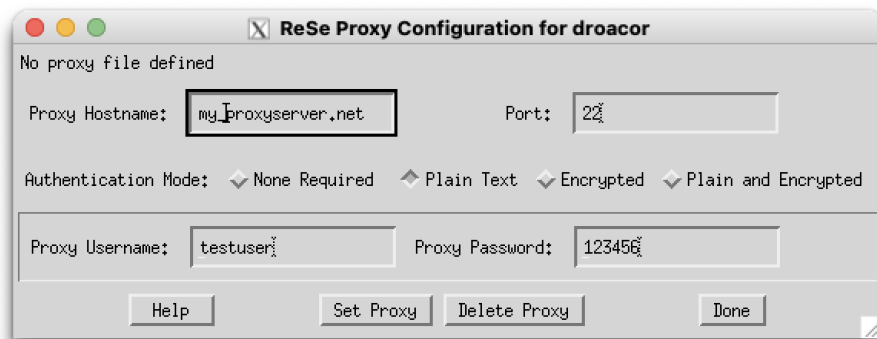 ReSe Proxy Configuration for droacor
No proxy file defined
Proxy Hostname: my_proxyserver.net Port: 22
Authentication Mode: None Required Plain Text Encrypted Plain and Encrypted
Proxy Username: testuser Proxy Password: 123456
Help Set Proxy Delete Proxy Done